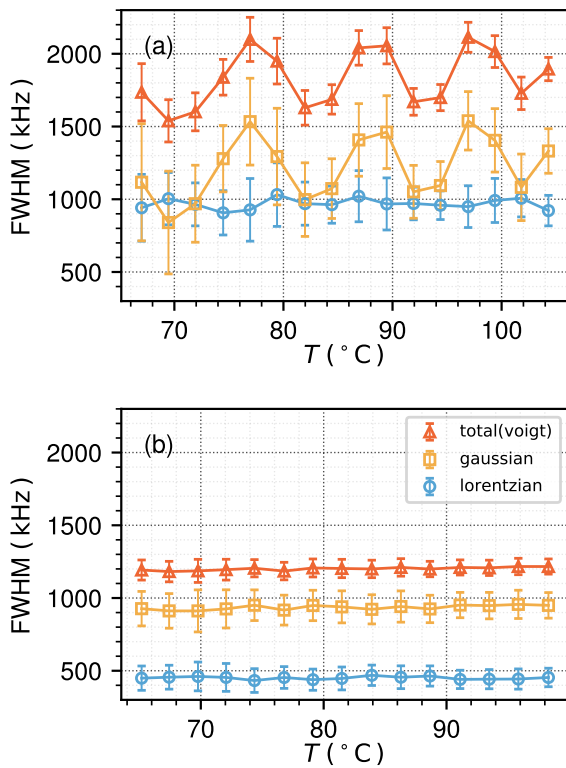 (a)
2000
1500
1000
500
FWHM (kHz)
70
80
90
100
T (°C)
(b)
total(voigt)
gaussian
lorentzian
2000
1500
1000
500
FWHM (kHz)
70
80
90
T (°C)